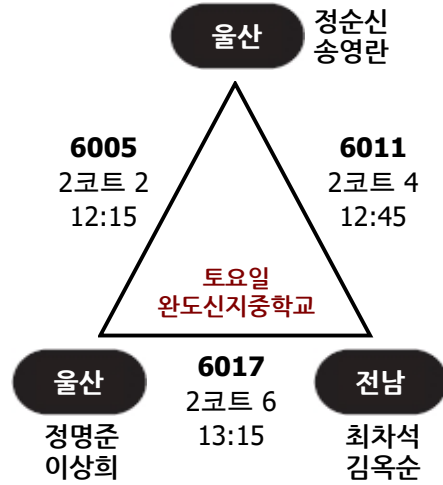 울산
정순신
송영란
6005
2코트 2
12:15
6011
2코트 4
12:45
토요일
완도신지중학교
울산
정명준
이상희
6017
2코트 6
13:15
전남
최차석
김옥순